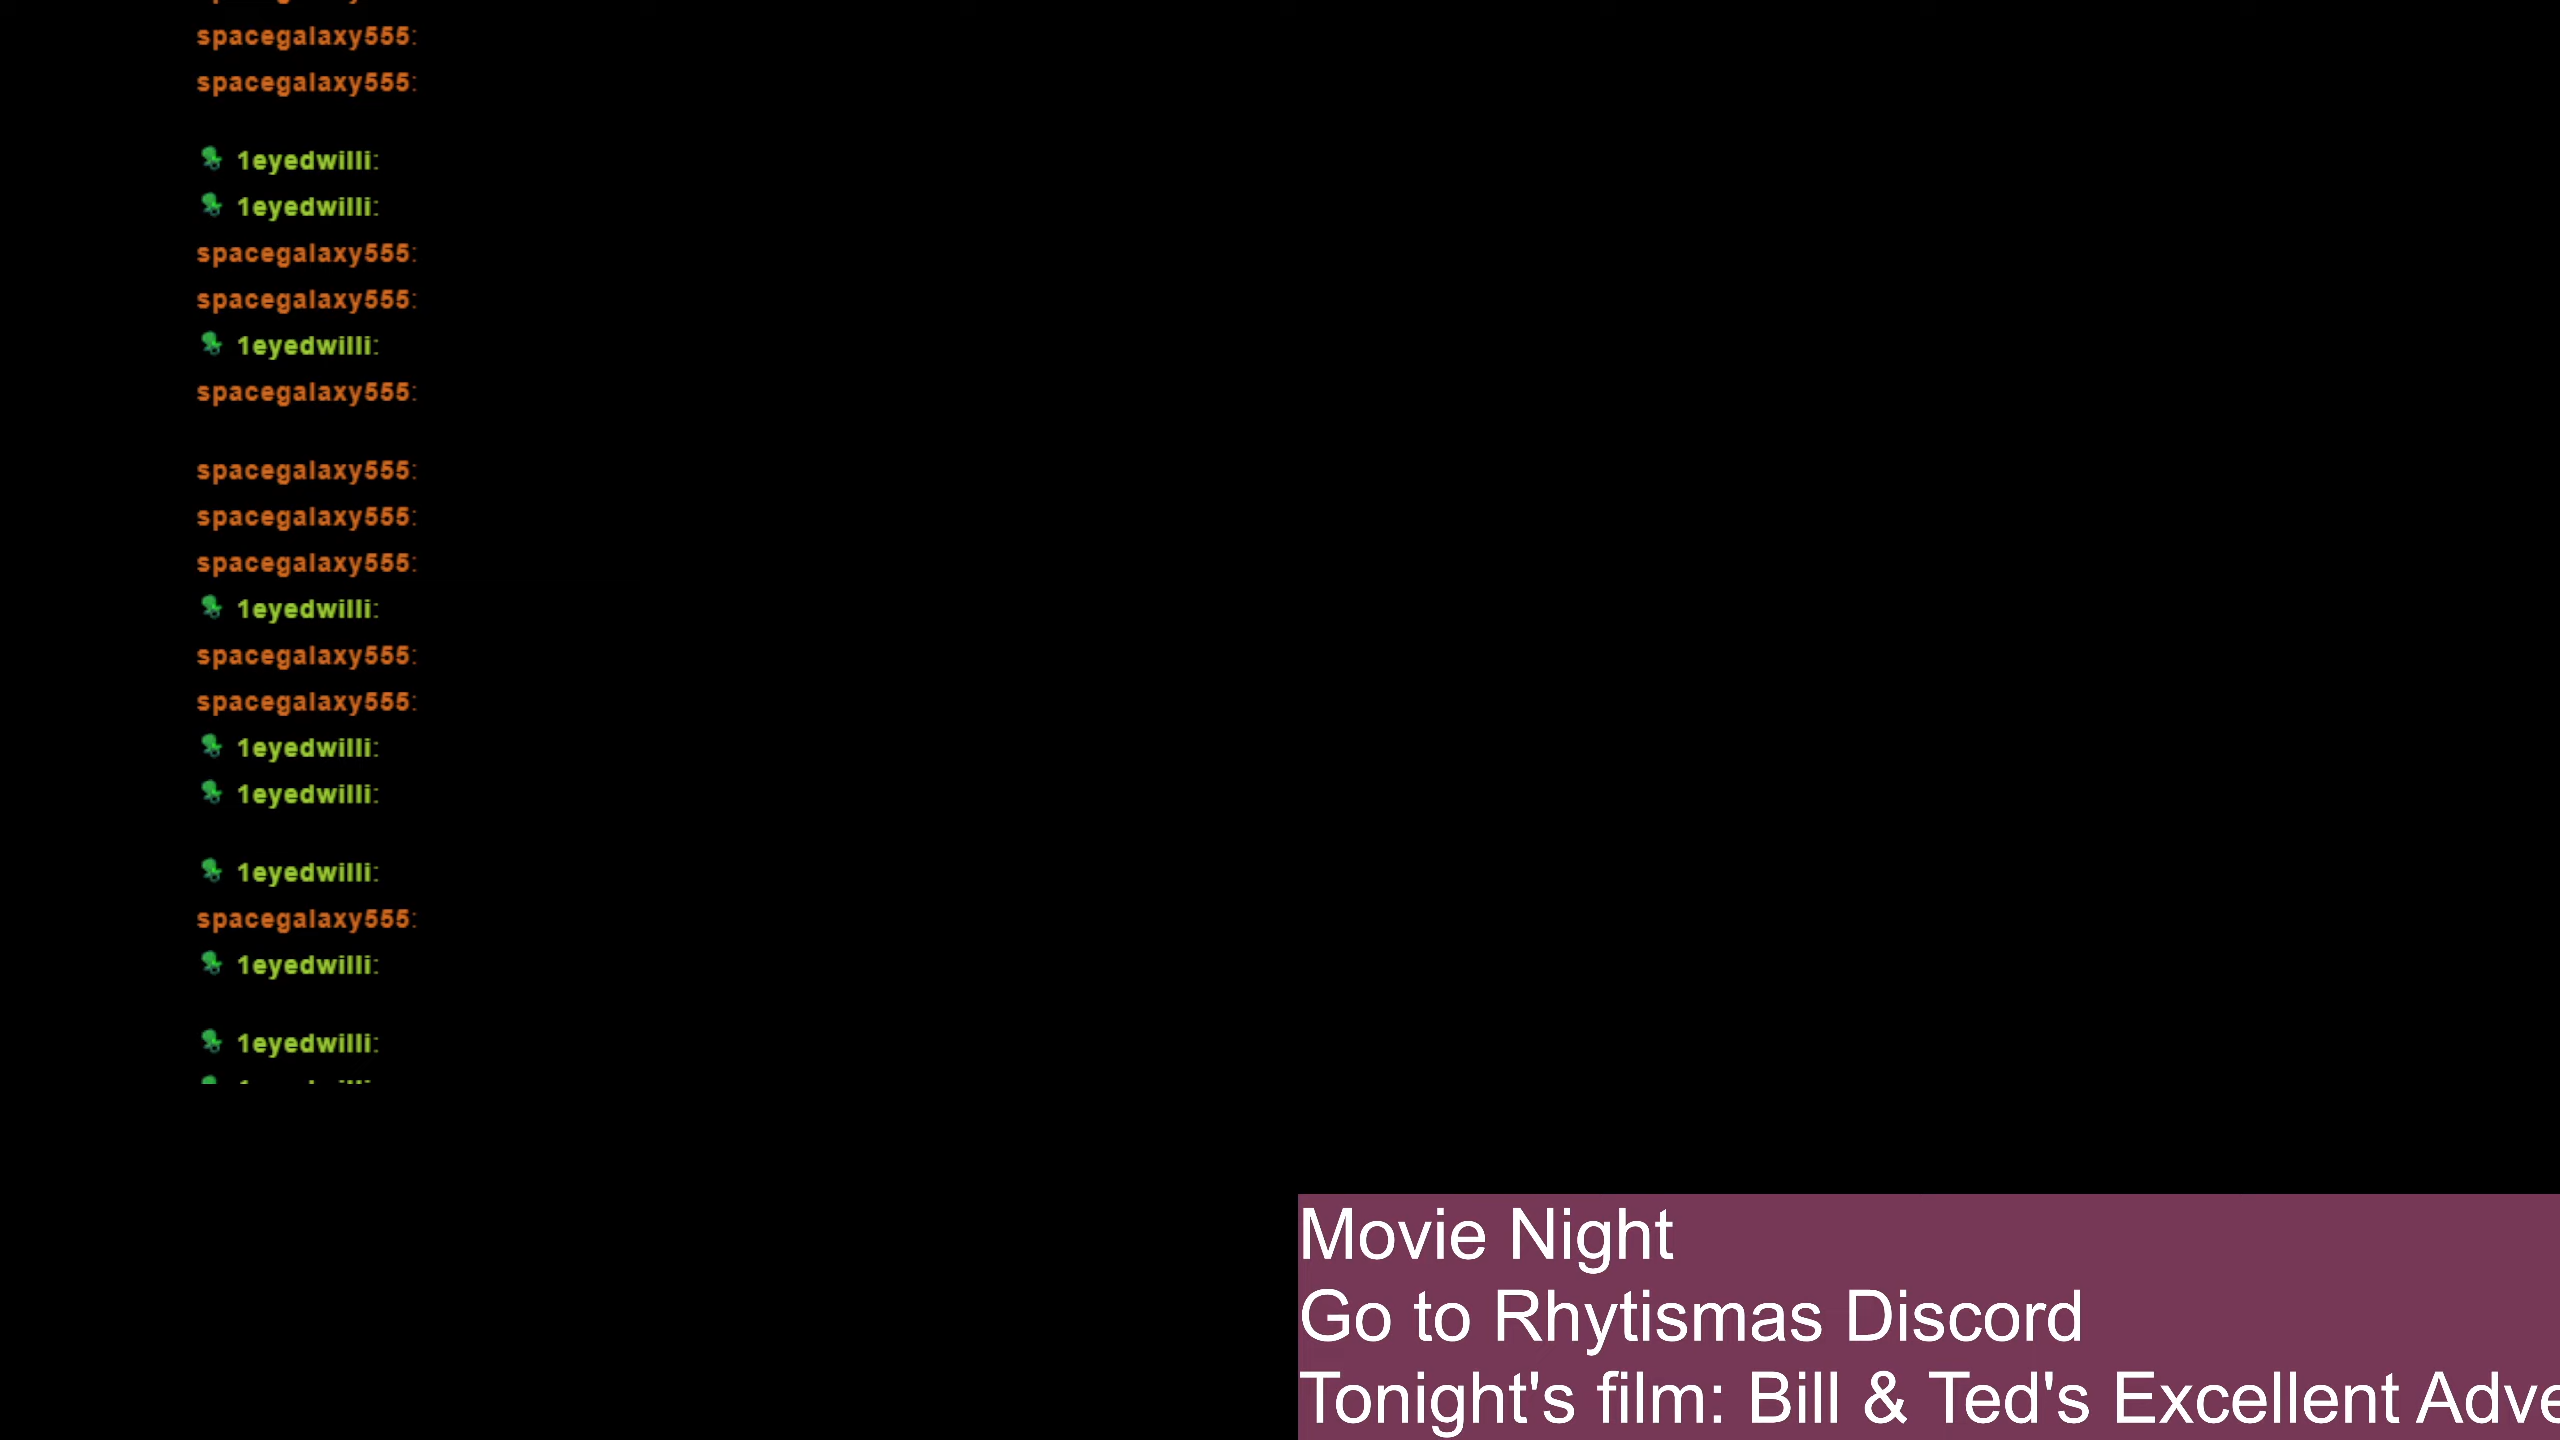 spacegalaxy555:
spacegalaxy555:
1eyedwilli:
1eyedwilli:
spacegalaxy555:
spacegalaxy555:
1eyedwilli:
spacegalaxy555:
spacegalaxy555:
spacegalaxy555:
spacegalaxy555:
1eyedwilli:
spacegalaxy555:
spacegalaxy555:
1eyedwilli:
1eyedwilli:
1eyedwilli:
spacegalaxy555:
1eyedwilli:
1eyedwilli:
Movie Night
Go to Rhytismas Discord
Tonight's film: Bill & Ted's Excellent Adve